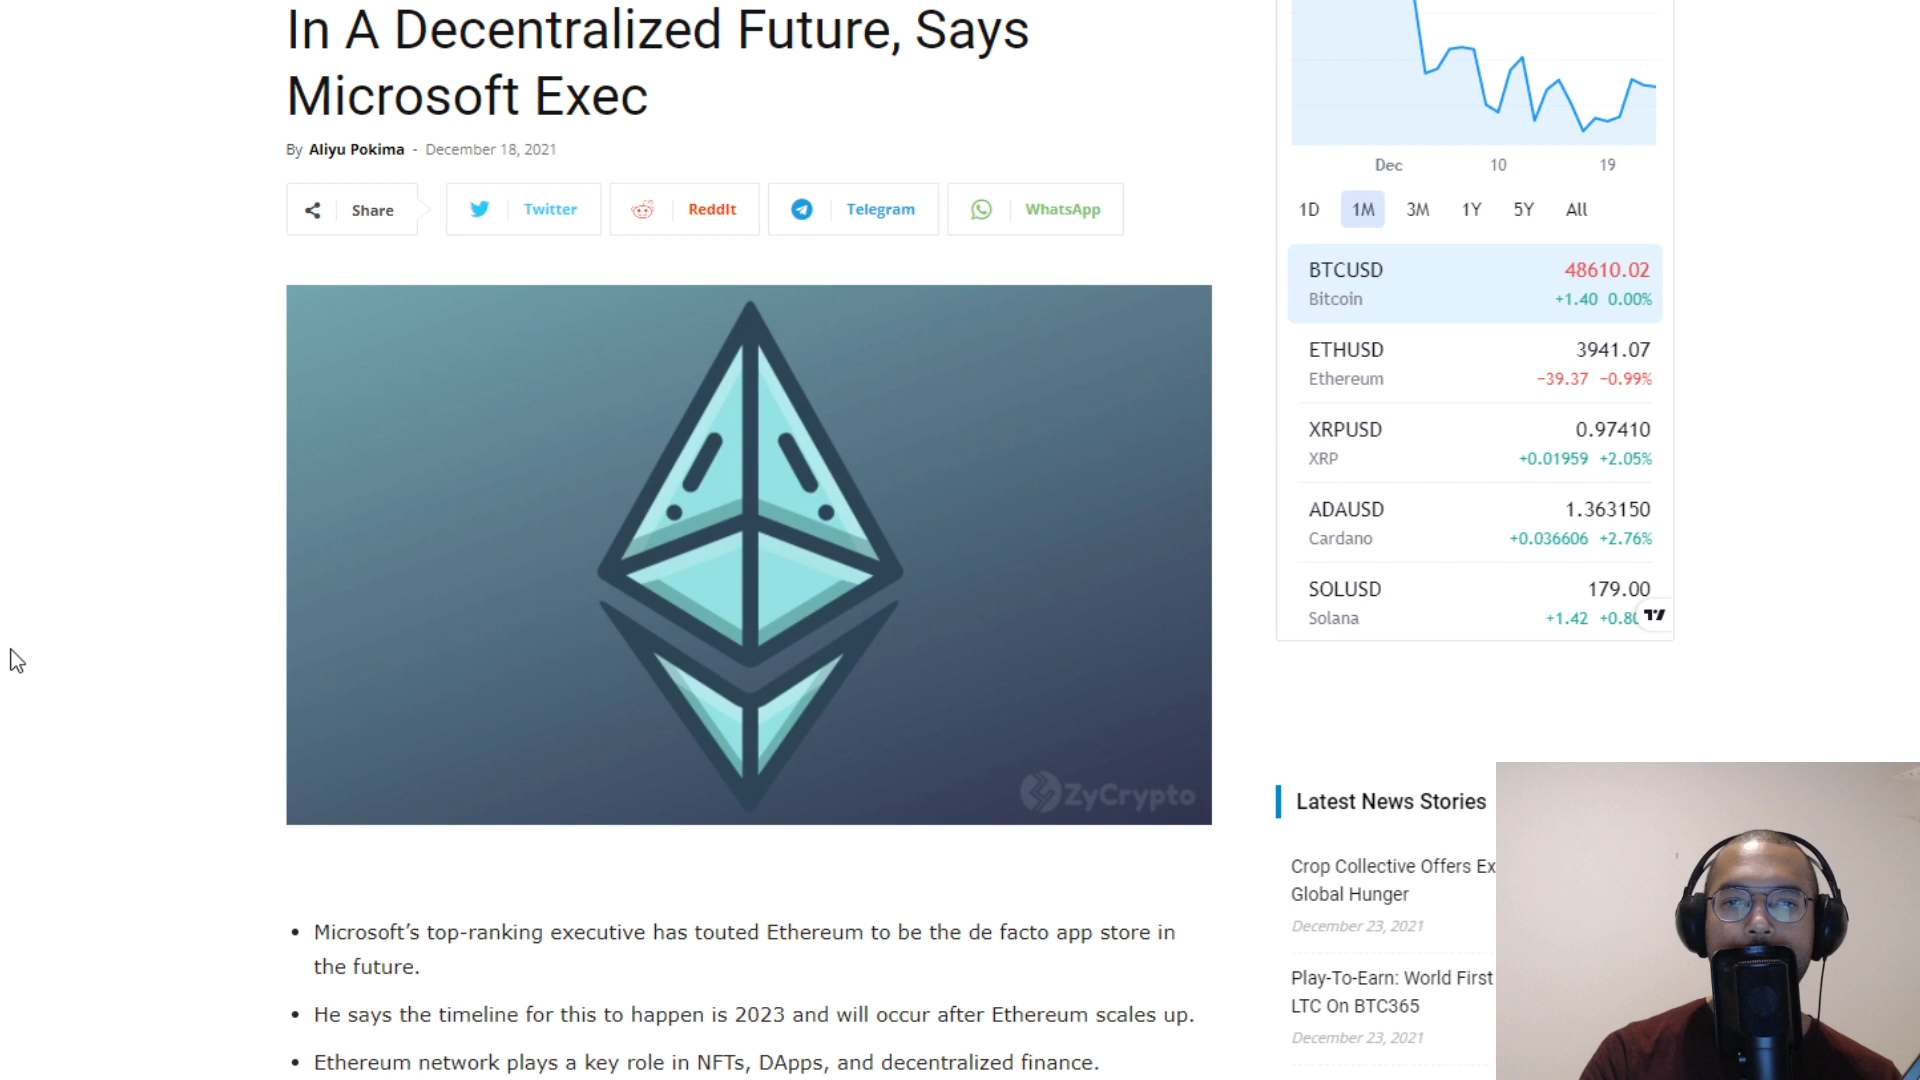 In A Decentralized Future, Says
Microsoft Exec
By Aliyu Pokima - December 18, 2021
Share
Twitter
ReddIt
Telegram
WhatsApp
ZyCrypto
Microsoft's top-ranking executive has touted Ethereum to be the de facto app store in
the future.
He says the timeline for this to happen is 2023 and will occur after Ethereum scales up.
Ethereum network plays a key role in NFTs, DApps, and decentralized finance.
Dec 10 19
1D 1M 3M 1Y 5Y All
BTCUSD 48610.02
Bitcoin +1.40 0.00%
ETHUSD 3941.07
Ethereum −39.37 −0.99%
XRPUSD 0.97410
XRP +0.01959 +2.05%
ADAUSD 1.363150
Cardano +0.036606 +2.76%
SOLUSD 179.00
Solana +1.42
Latest News Stories
Crop Collective Offers Ex
Global Hunger
December 23, 2021
Play-To-Earn: World First
LTC On BTC365
December 23, 2021